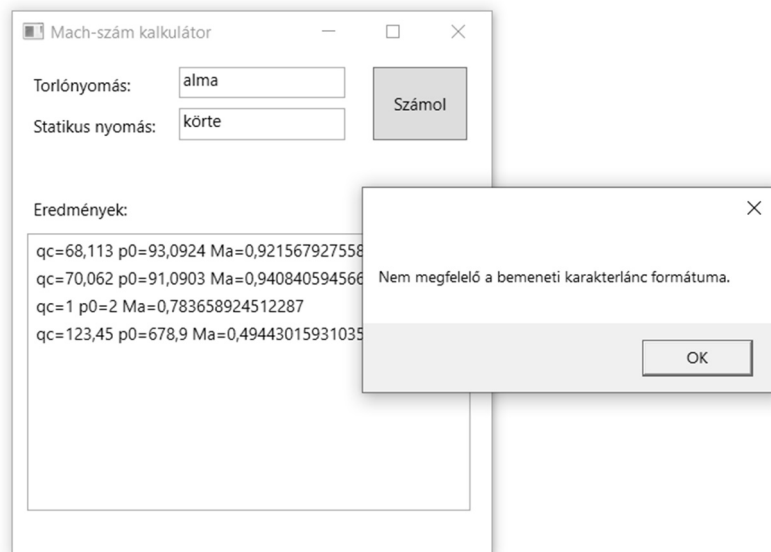 Mach-szám kalkulátor
Torlónyomás:
alma
Számol
Statikus nyomás:
körte
Eredmények:
qc=68,113 p0=93,0924 Ma=0,921567927558
qc=70,062 p0=91,0903 Ma=0,940840594566
qc=1 p0=2 Ma=0,783658924512287
qc=123,45 p0=678,9 Ma=0,49443015931035
Nem megfelelő a bemeneti karakterlánc formátuma.
OK